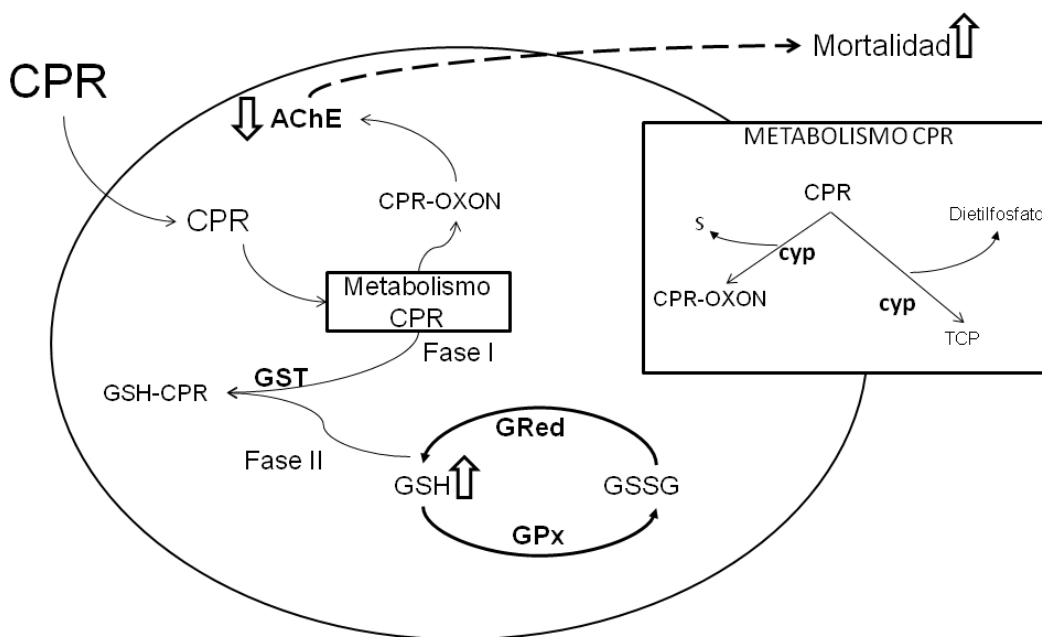 Mortalidad
CPR
AChE
METABOLISMO CPR
CPR
S
Dietilfosfato
cyp
CPR-OXON
cyp
TCP
CPR-OXON
CPR
Metabolismo
CPR
Fase I
GST
GSH-CPR
Fase II
GRed
GSH
GSSG
GPx